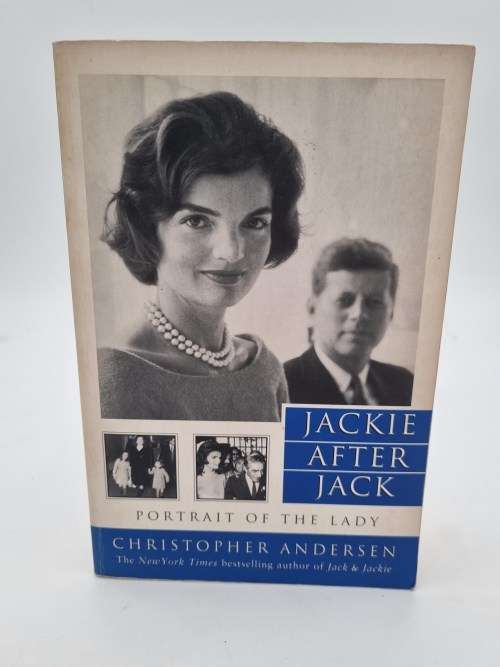 JACKIE
AFTER
JACK
PORTRAIT OF THE LADY
CHRISTOPHER ANDERSEN
The New York Times bestselling author of Jack & Jackie